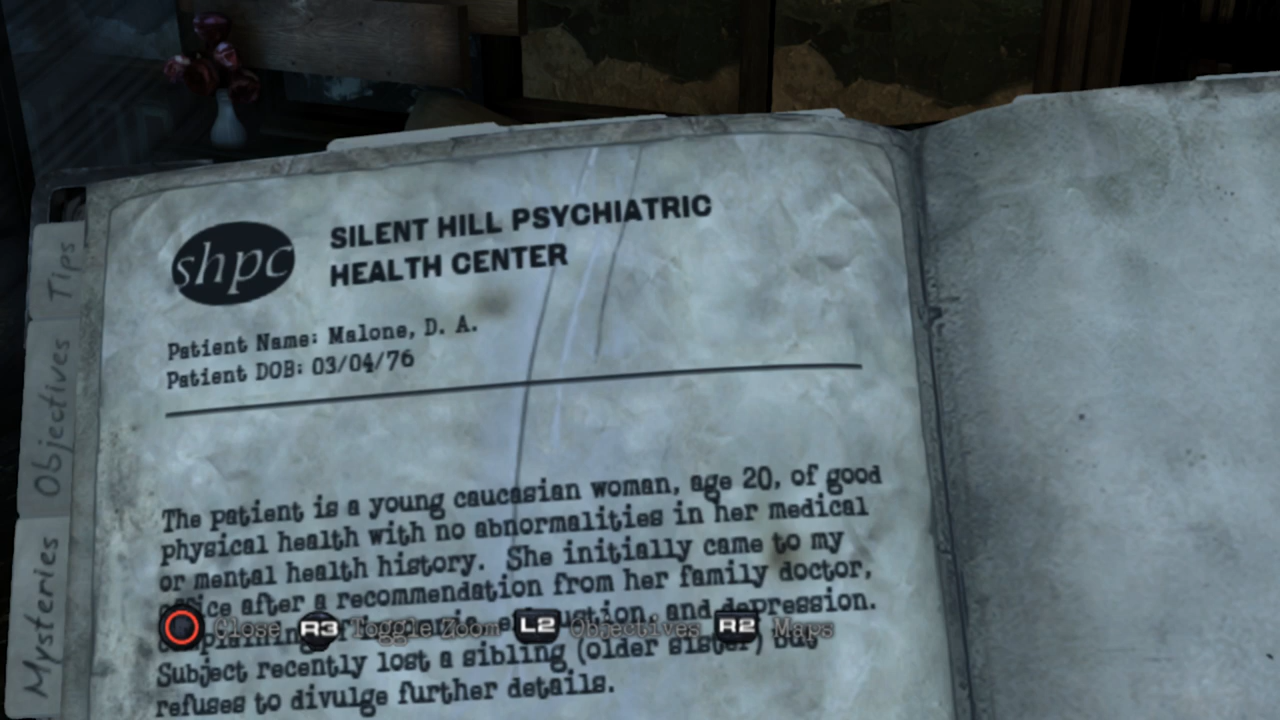 shpc
SILENT HILL PSYCHIATRIC
HEALTH CENTER
Patient Name: Malone, D. A.
Patient DOB: 03/04/76
The patient is a young caucasian woman, age 20, of good
physical health with no abnormalities in her medical
or mental health history. She initially came to my
office after a recommendation from her family doctor,
and depression.
Subject recently lost a sibling (older sister) but
refuses to divulge further details.
Tips
Objectives
Mysteries
Close R3 Toggle Zoom L2 Objectives R2 Maps